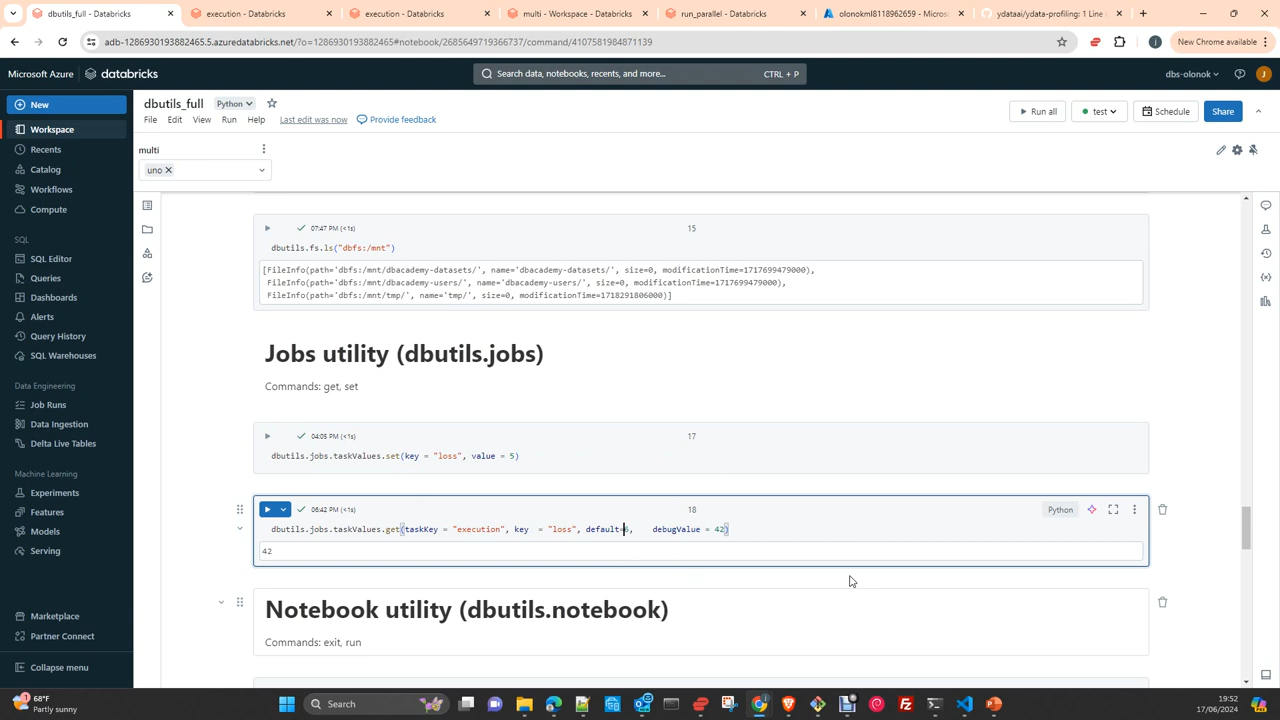 dbutils_full - Databricks
execution - Databricks
execution - Databricks
multi - Workspace - Databricks
run_parallel - Databricks
olonokml8118962659 - Micros
ydataai/ydata-profiling: 1 Line
adb-1286930193882465.5.azuredatabricks.net/?o=1286930193882465#notebook/2685649719366737/command/4107581984871139
New Chrome available
Microsoft Azure
databricks
Search data, notebooks, recents, and more...
CTRL + P
dbs-olonok
J
New
Workspace
Recents
Catalog
Workflows
Compute
SQL
SQL Editor
Queries
Dashboards
Alerts
Query History
SQL Warehouses
Data Engineering
Job Runs
Data Ingestion
Delta Live Tables
Machine Learning
Experiments
Features
Models
Serving
Marketplace
Partner Connect
Collapse menu
dbutils_full
Python
File Edit View Run Help
Last edit was now
Provide feedback
Run all
test
Schedule
Share
multi
uno
07:47 PM (<1s)
15
dbutils.fs.ls("dbfs:/mnt")
[FileInfo(path='dbfs:/mnt/dbacademy-datasets/', name='dbacademy-datasets/', size=0, modificationTime=1717699479000),
FileInfo(path='dbfs:/mnt/dbacademy-users/', name='dbacademy-users/', size=0, modificationTime=1717699479000),
FileInfo(path='dbfs:/mnt/tmp/', name='tmp/', size=0, modificationTime=1718291806000)]
Jobs utility (dbutils.jobs)
Commands: get, set
04:05 PM (<1s)
17
dbutils.jobs.taskValues.set(key = "loss", value = 5)
06:42 PM (<1s)
18
Python
dbutils.jobs.taskValues.get(taskKey = "execution", key  = "loss", default=6,    debugValue = 42)
42
Notebook utility (dbutils.notebook)
Commands: exit, run
1
68°F
Partly sunny
Search
19:52
17/06/2024